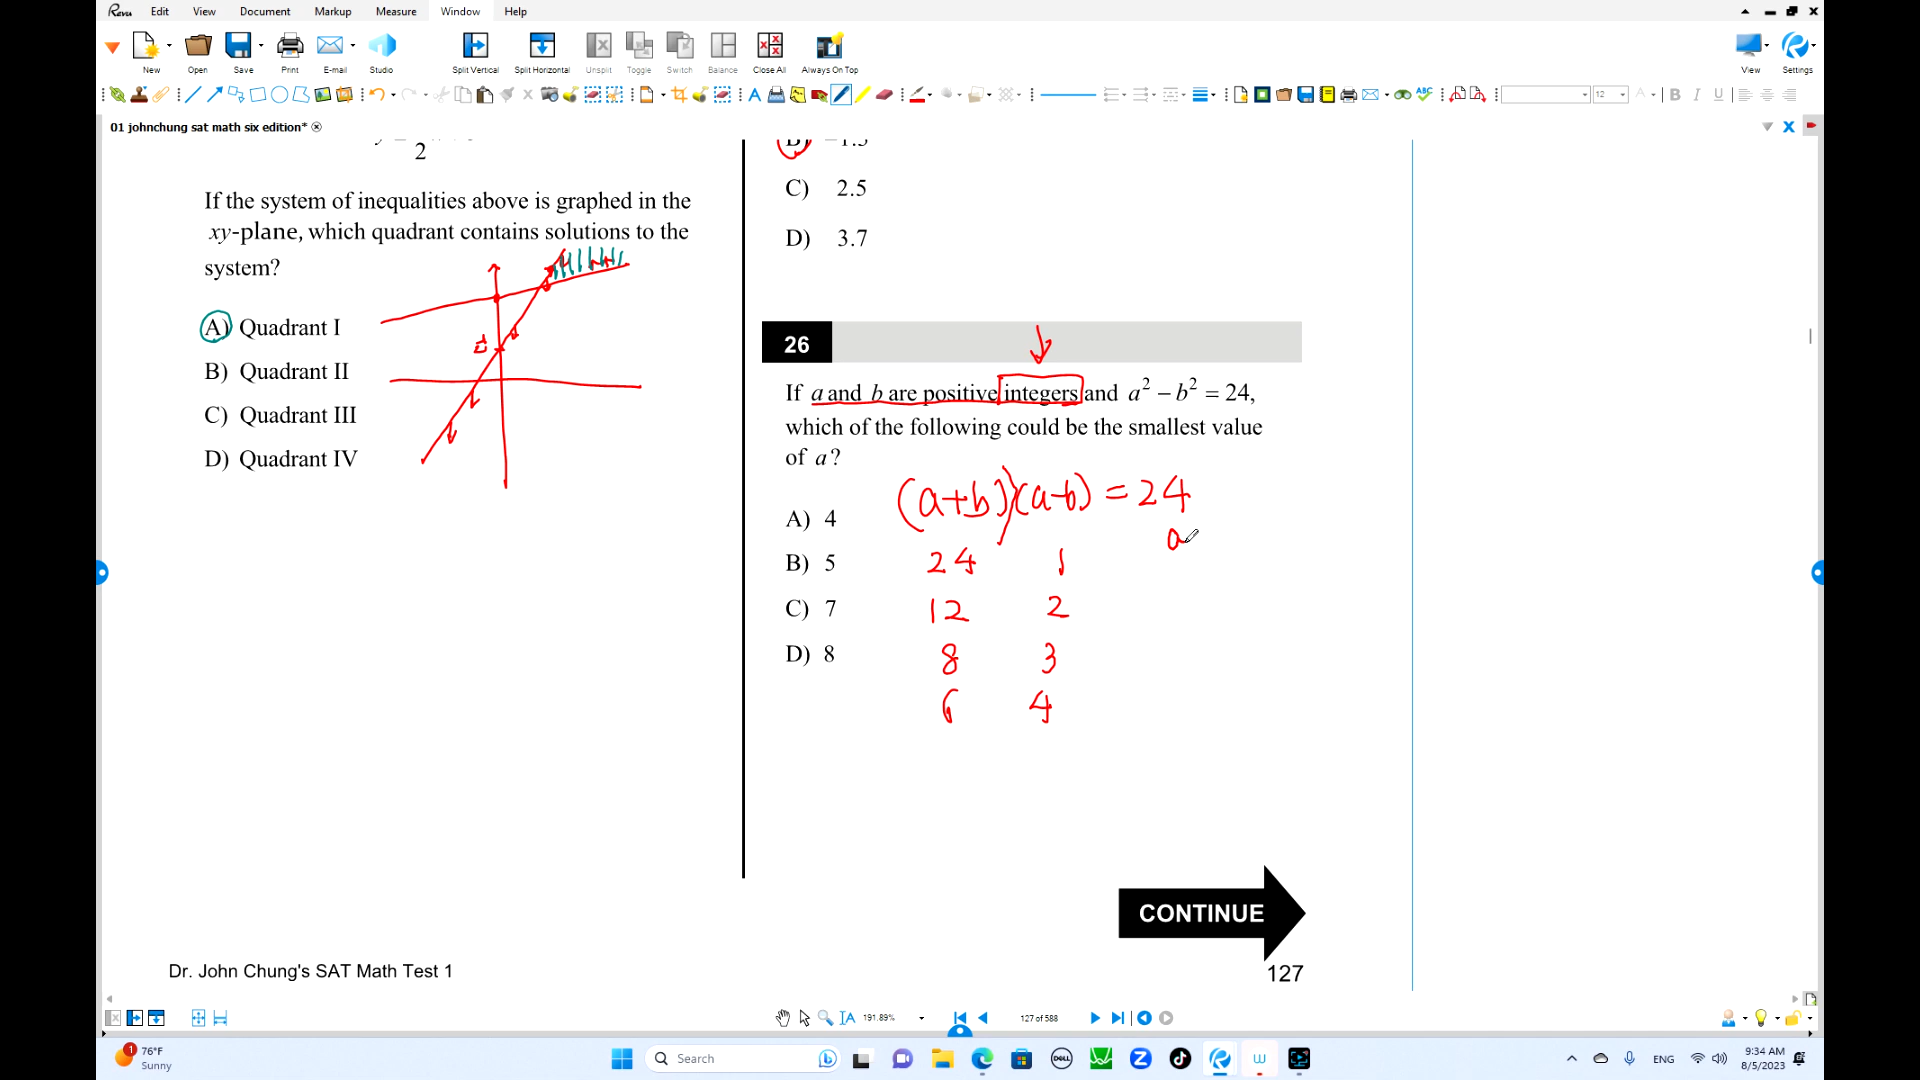 Revu Edit View Document Markup Measure Window Help
New Open Save Print E-mail Studio Split Vertical Split Horizontal Unsplit Toggle Switch Balance Close All Always On Top View Settings
12
01 johnchung sat math six edition*
2
If the system of inequalities above is graphed in the
xy-plane, which quadrant contains solutions to the
system?
A) Quadrant I
B) Quadrant II
C) Quadrant III
D) Quadrant IV
C) 2.5
D) 3.7
26
If a and b are positive integers and a² − b² = 24,
which of the following could be the smallest value
of a?
(a+b)(a-b) = 24
a
A) 4
B) 5
C) 7
D) 8
24 1
12 2
8 3
6 4
CONTINUE
Dr. John Chung's SAT Math Test 1
127
191.89% 127 of 588
76°F
Sunny
Search
ENG
9:34 AM
8/5/2023